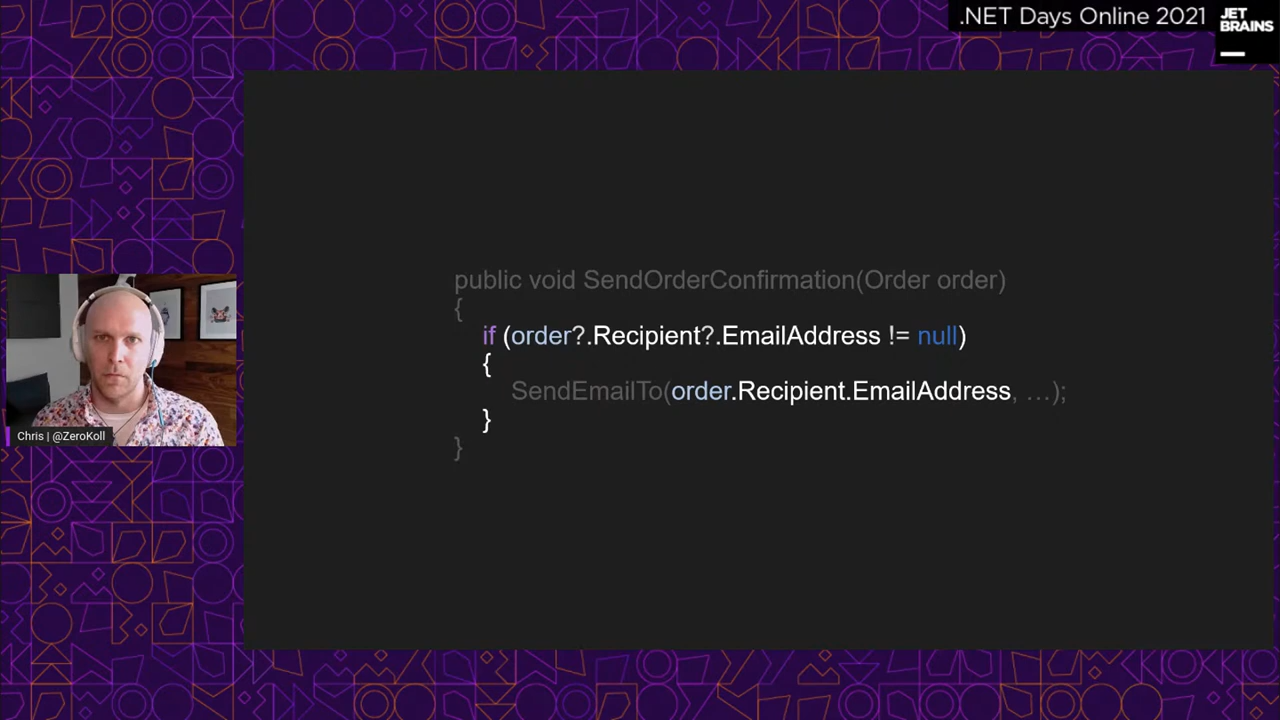 .NET Days Online 2021
JET
BRAINS
public void SendOrderConfirmation(Order order)
{
if (order?.Recipient?.EmailAddress != null)
{
SendEmailTo(order.Recipient.EmailAddress, …);
}
}
Chris | @ZeroKoll